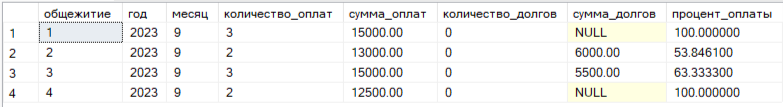 общежитие год месяц количество_оплат сумма_оплат количество_долгов сумма_долгов процент_оплаты
1 1 2023 9 3 15000.00 0 NULL 100.000000
2 2 2023 9 2 13000.00 0 6000.00 53.846100
3 3 2023 9 3 15000.00 0 5500.00 63.333300
4 4 2023 9 2 12500.00 0 NULL 100.000000